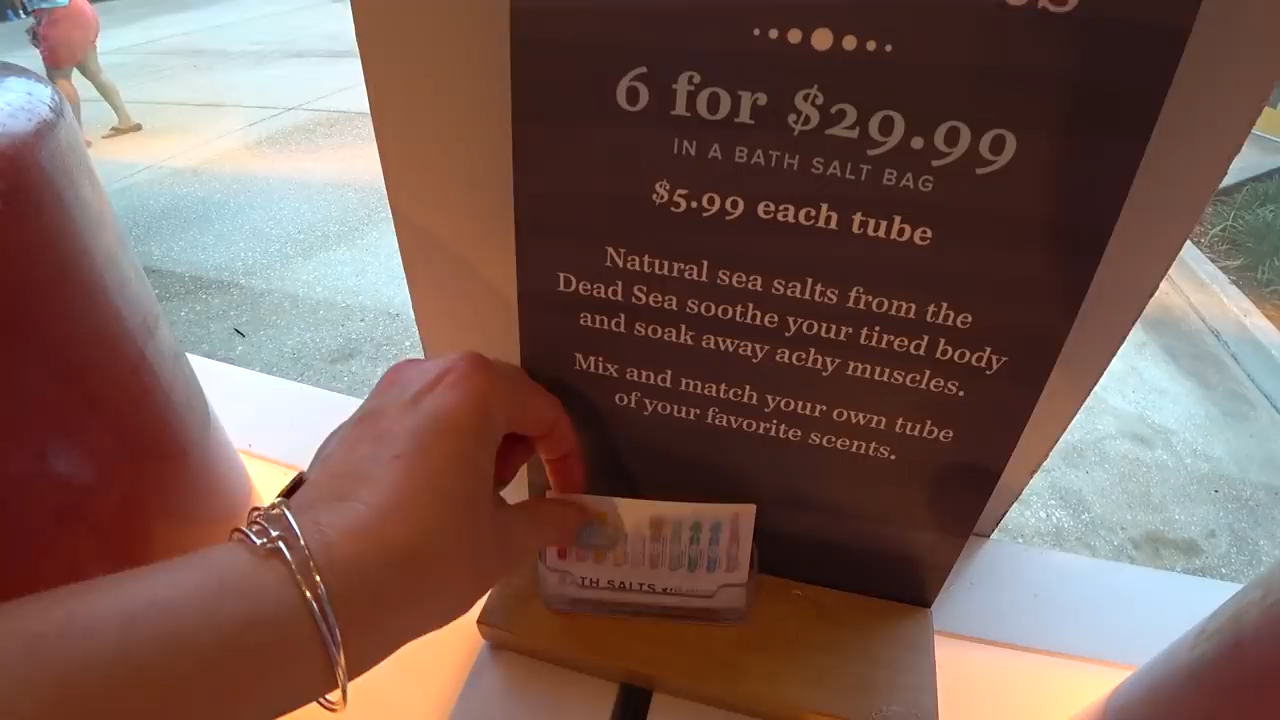 6 for $29.99
IN A BATH SALT BAG
$5.99 each tube
Natural sea salts from the
Dead Sea soothe your tired body
and soak away achy muscles.
Mix and match your own tube
of your favorite scents.
SALTS